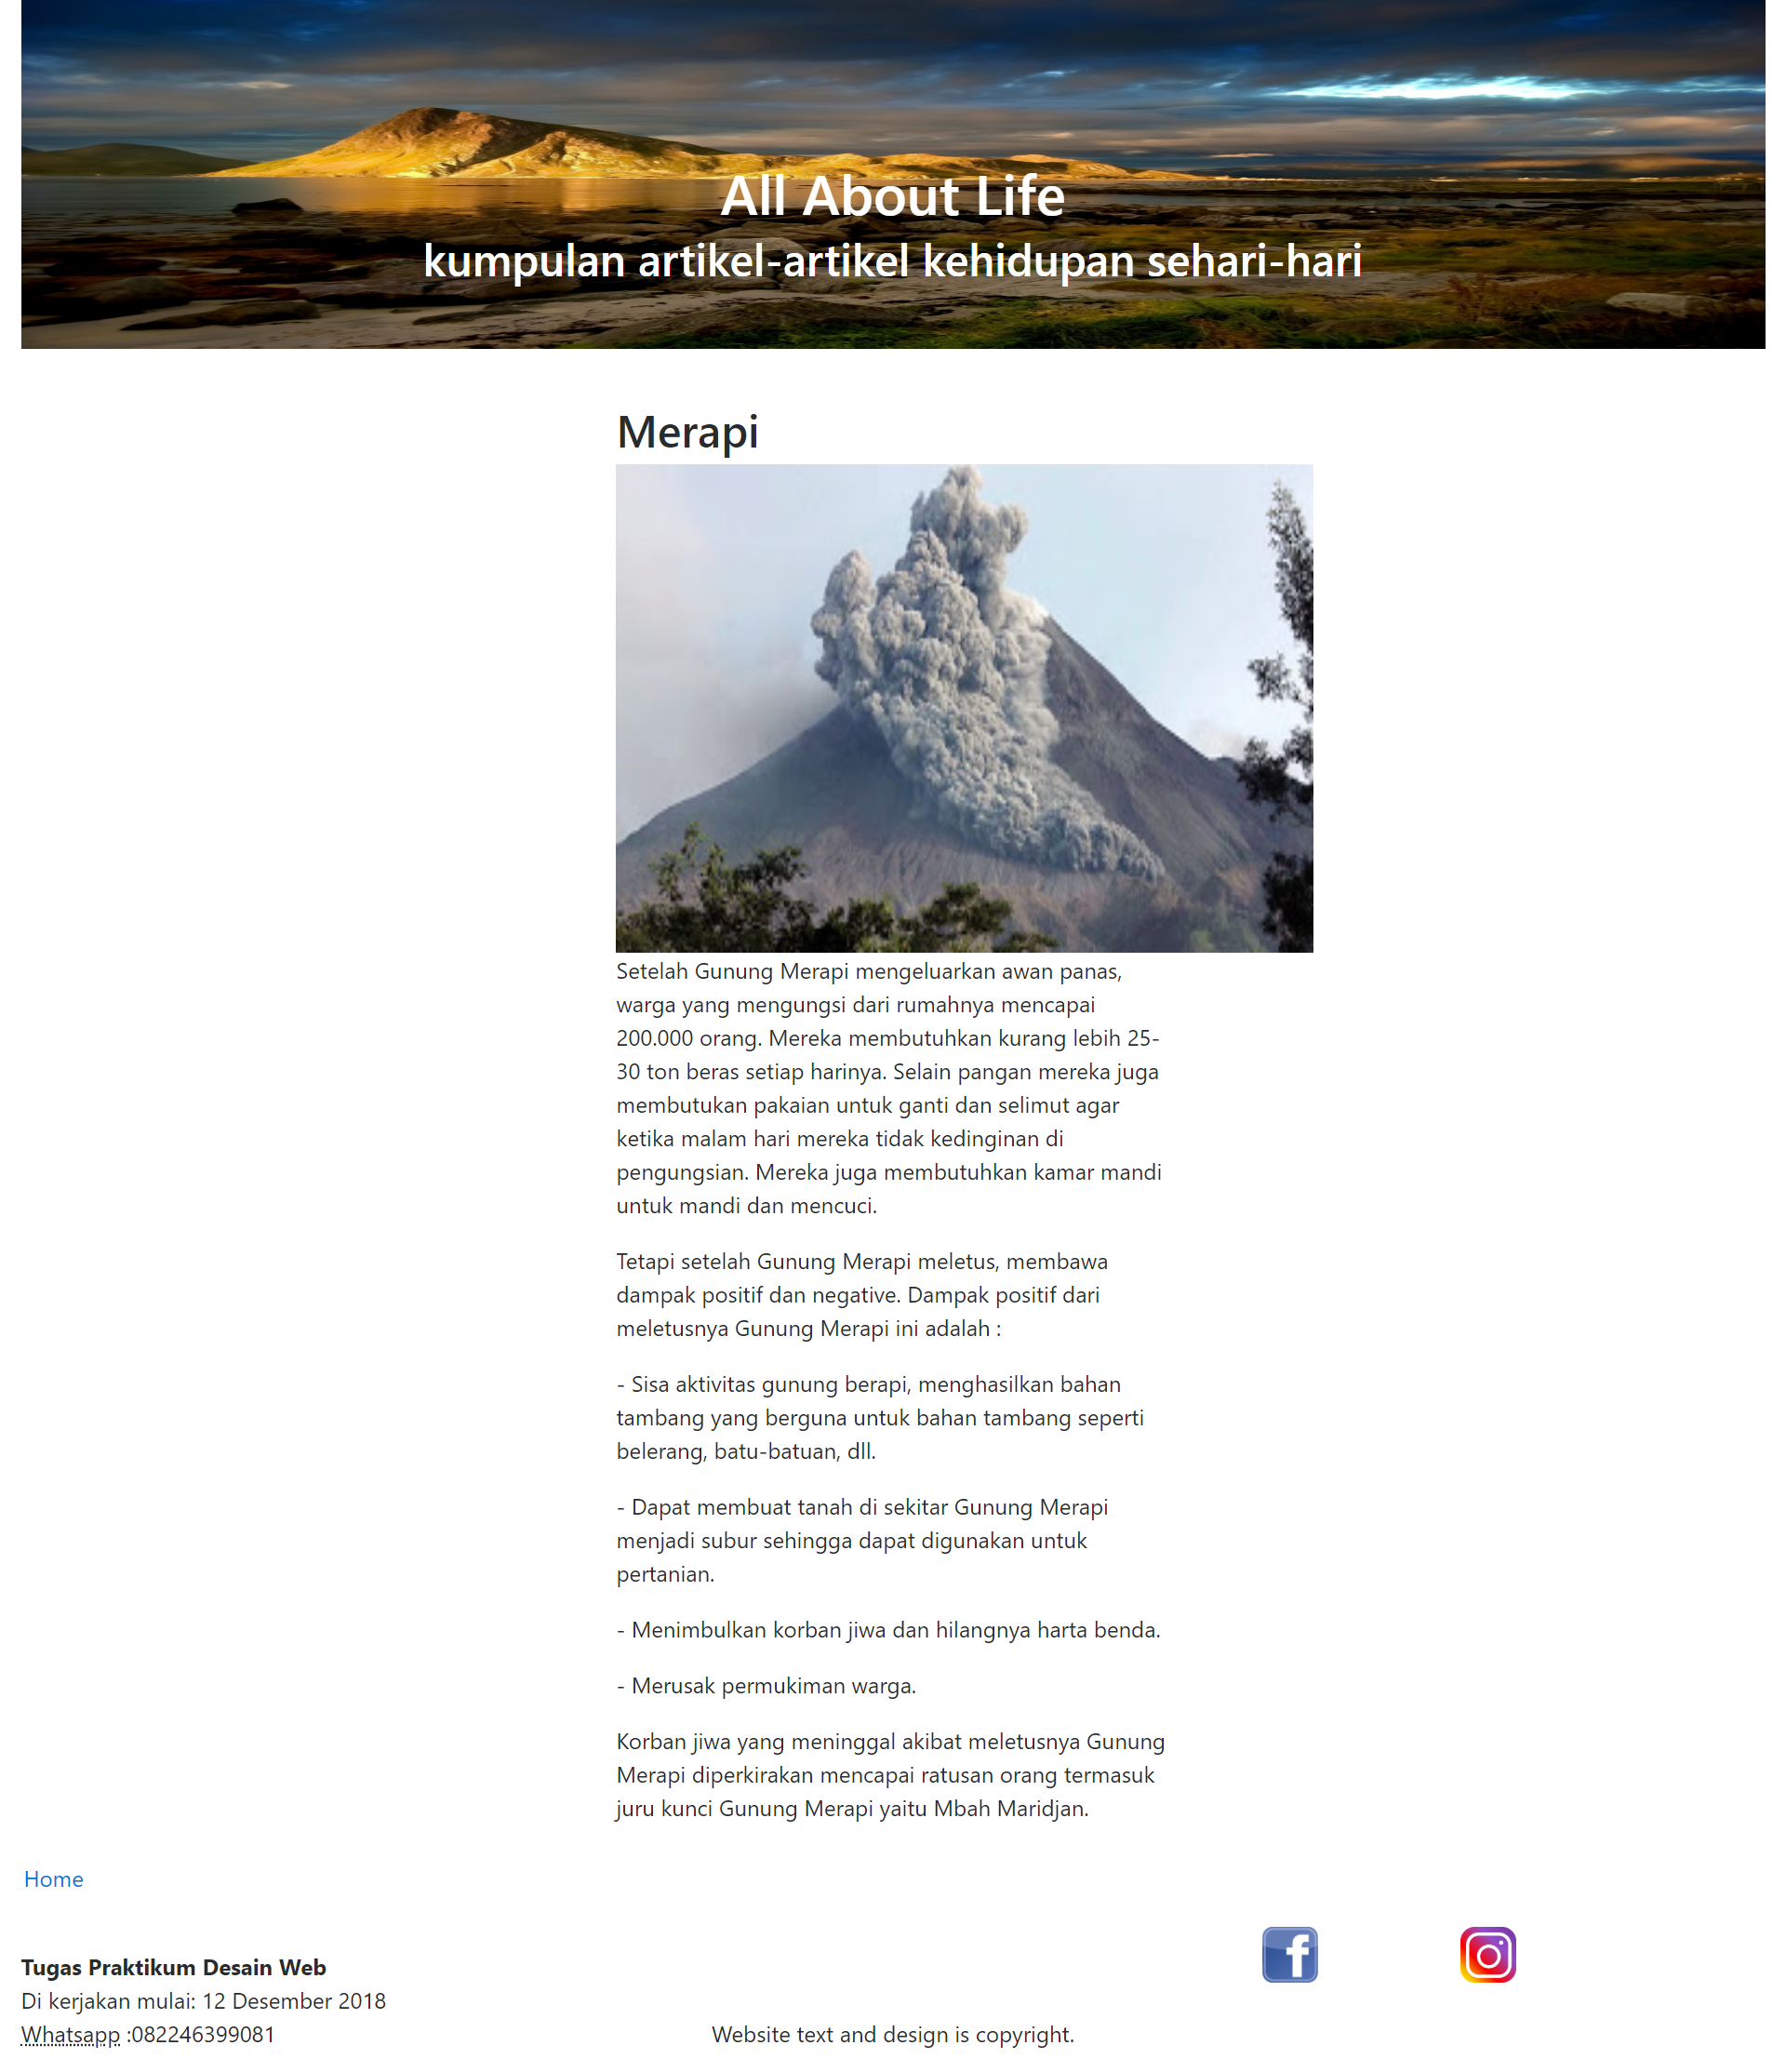 All About Life
kumpulan artikel-artikel kehidupan sehari-hari
Merapi
Setelah Gunung Merapi mengeluarkan awan panas,
warga yang mengungsi dari rumahnya mencapai
200.000 orang. Mereka membutuhkan kurang lebih 25-
30 ton beras setiap harinya. Selain pangan mereka juga
membutukan pakaian untuk ganti dan selimut agar
ketika malam hari mereka tidak kedinginan di
pengungsian. Mereka juga membutuhkan kamar mandi
untuk mandi dan mencuci.
Tetapi setelah Gunung Merapi meletus, membawa
dampak positif dan negative. Dampak positif dari
meletusnya Gunung Merapi ini adalah :
- Sisa aktivitas gunung berapi, menghasilkan bahan
tambang yang berguna untuk bahan tambang seperti
belerang, batu-batuan, dll.
- Dapat membuat tanah di sekitar Gunung Merapi
menjadi subur sehingga dapat digunakan untuk
pertanian.
- Menimbulkan korban jiwa dan hilangnya harta benda.
- Merusak permukiman warga.
Korban jiwa yang meninggal akibat meletusnya Gunung
Merapi diperkirakan mencapai ratusan orang termasuk
juru kunci Gunung Merapi yaitu Mbah Maridjan.
Home
Tugas Praktikum Desain Web
Di kerjakan mulai: 12 Desember 2018
Whatsapp :082246399081
Website text and design is copyright.